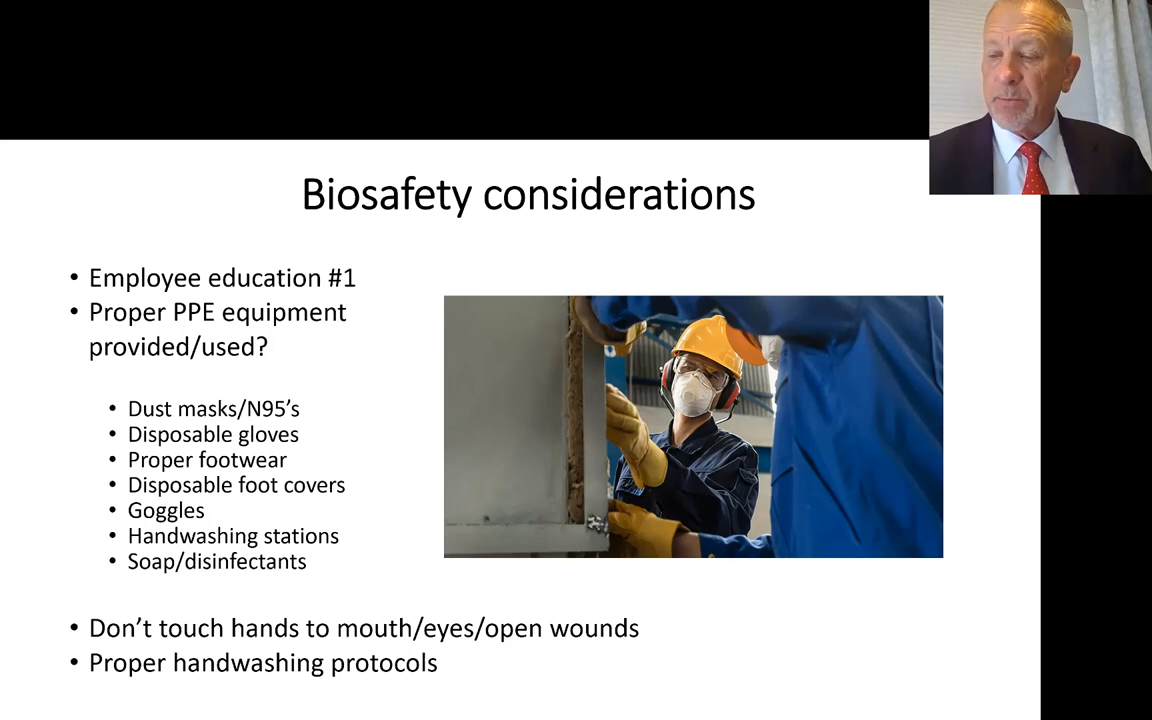 Biosafety considerations
• Employee education #1
• Proper PPE equipment
provided/used?
• Dust masks/N95’s
• Disposable gloves
• Proper footwear
• Disposable foot covers
• Goggles
• Handwashing stations
• Soap/disinfectants
• Don’t touch hands to mouth/eyes/open wounds
• Proper handwashing protocols